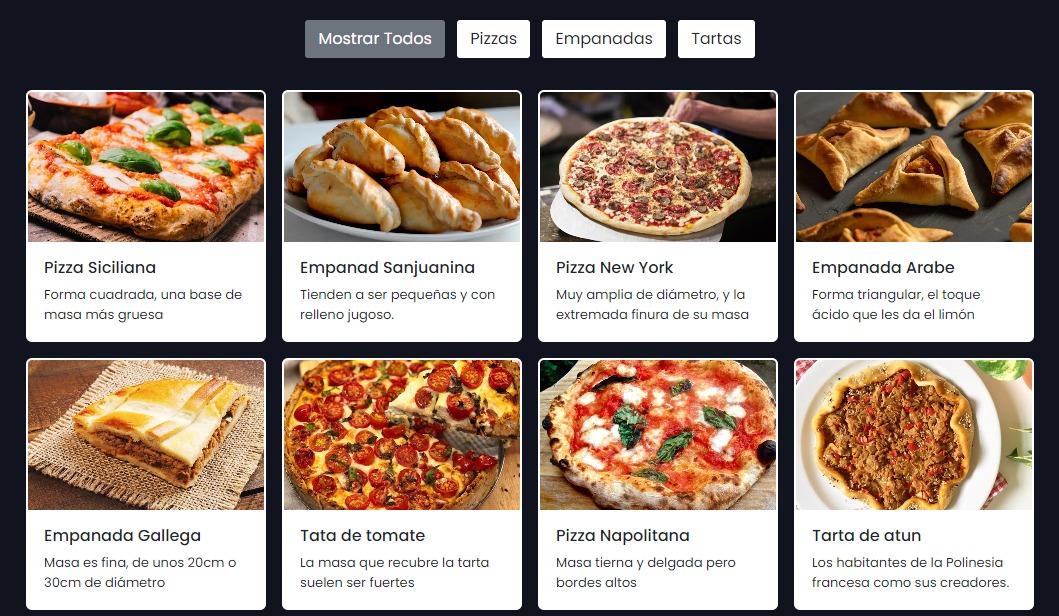 Mostrar Todos
Pizzas
Empanadas
Tartas
Pizza Siciliana
Forma cuadrada, una base de
masa más gruesa
Empanad Sanjuanina
Tienden a ser pequeñas y con
relleno jugoso.
Pizza New York
Muy amplia de diámetro, y la
extremada finura de su masa
Empanada Arabe
Forma triangular, el toque
ácido que les da el limón
Empanada Gallega
Masa es fina, de unos 20cm o
30cm de diámetro
Tata de tomate
La masa que recubre la tarta
suelen ser fuertes
Pizza Napolitana
Masa tierna y delgada pero
bordes altos
Tarta de atun
Los habitantes de la Polinesia
francesa como sus creadores.